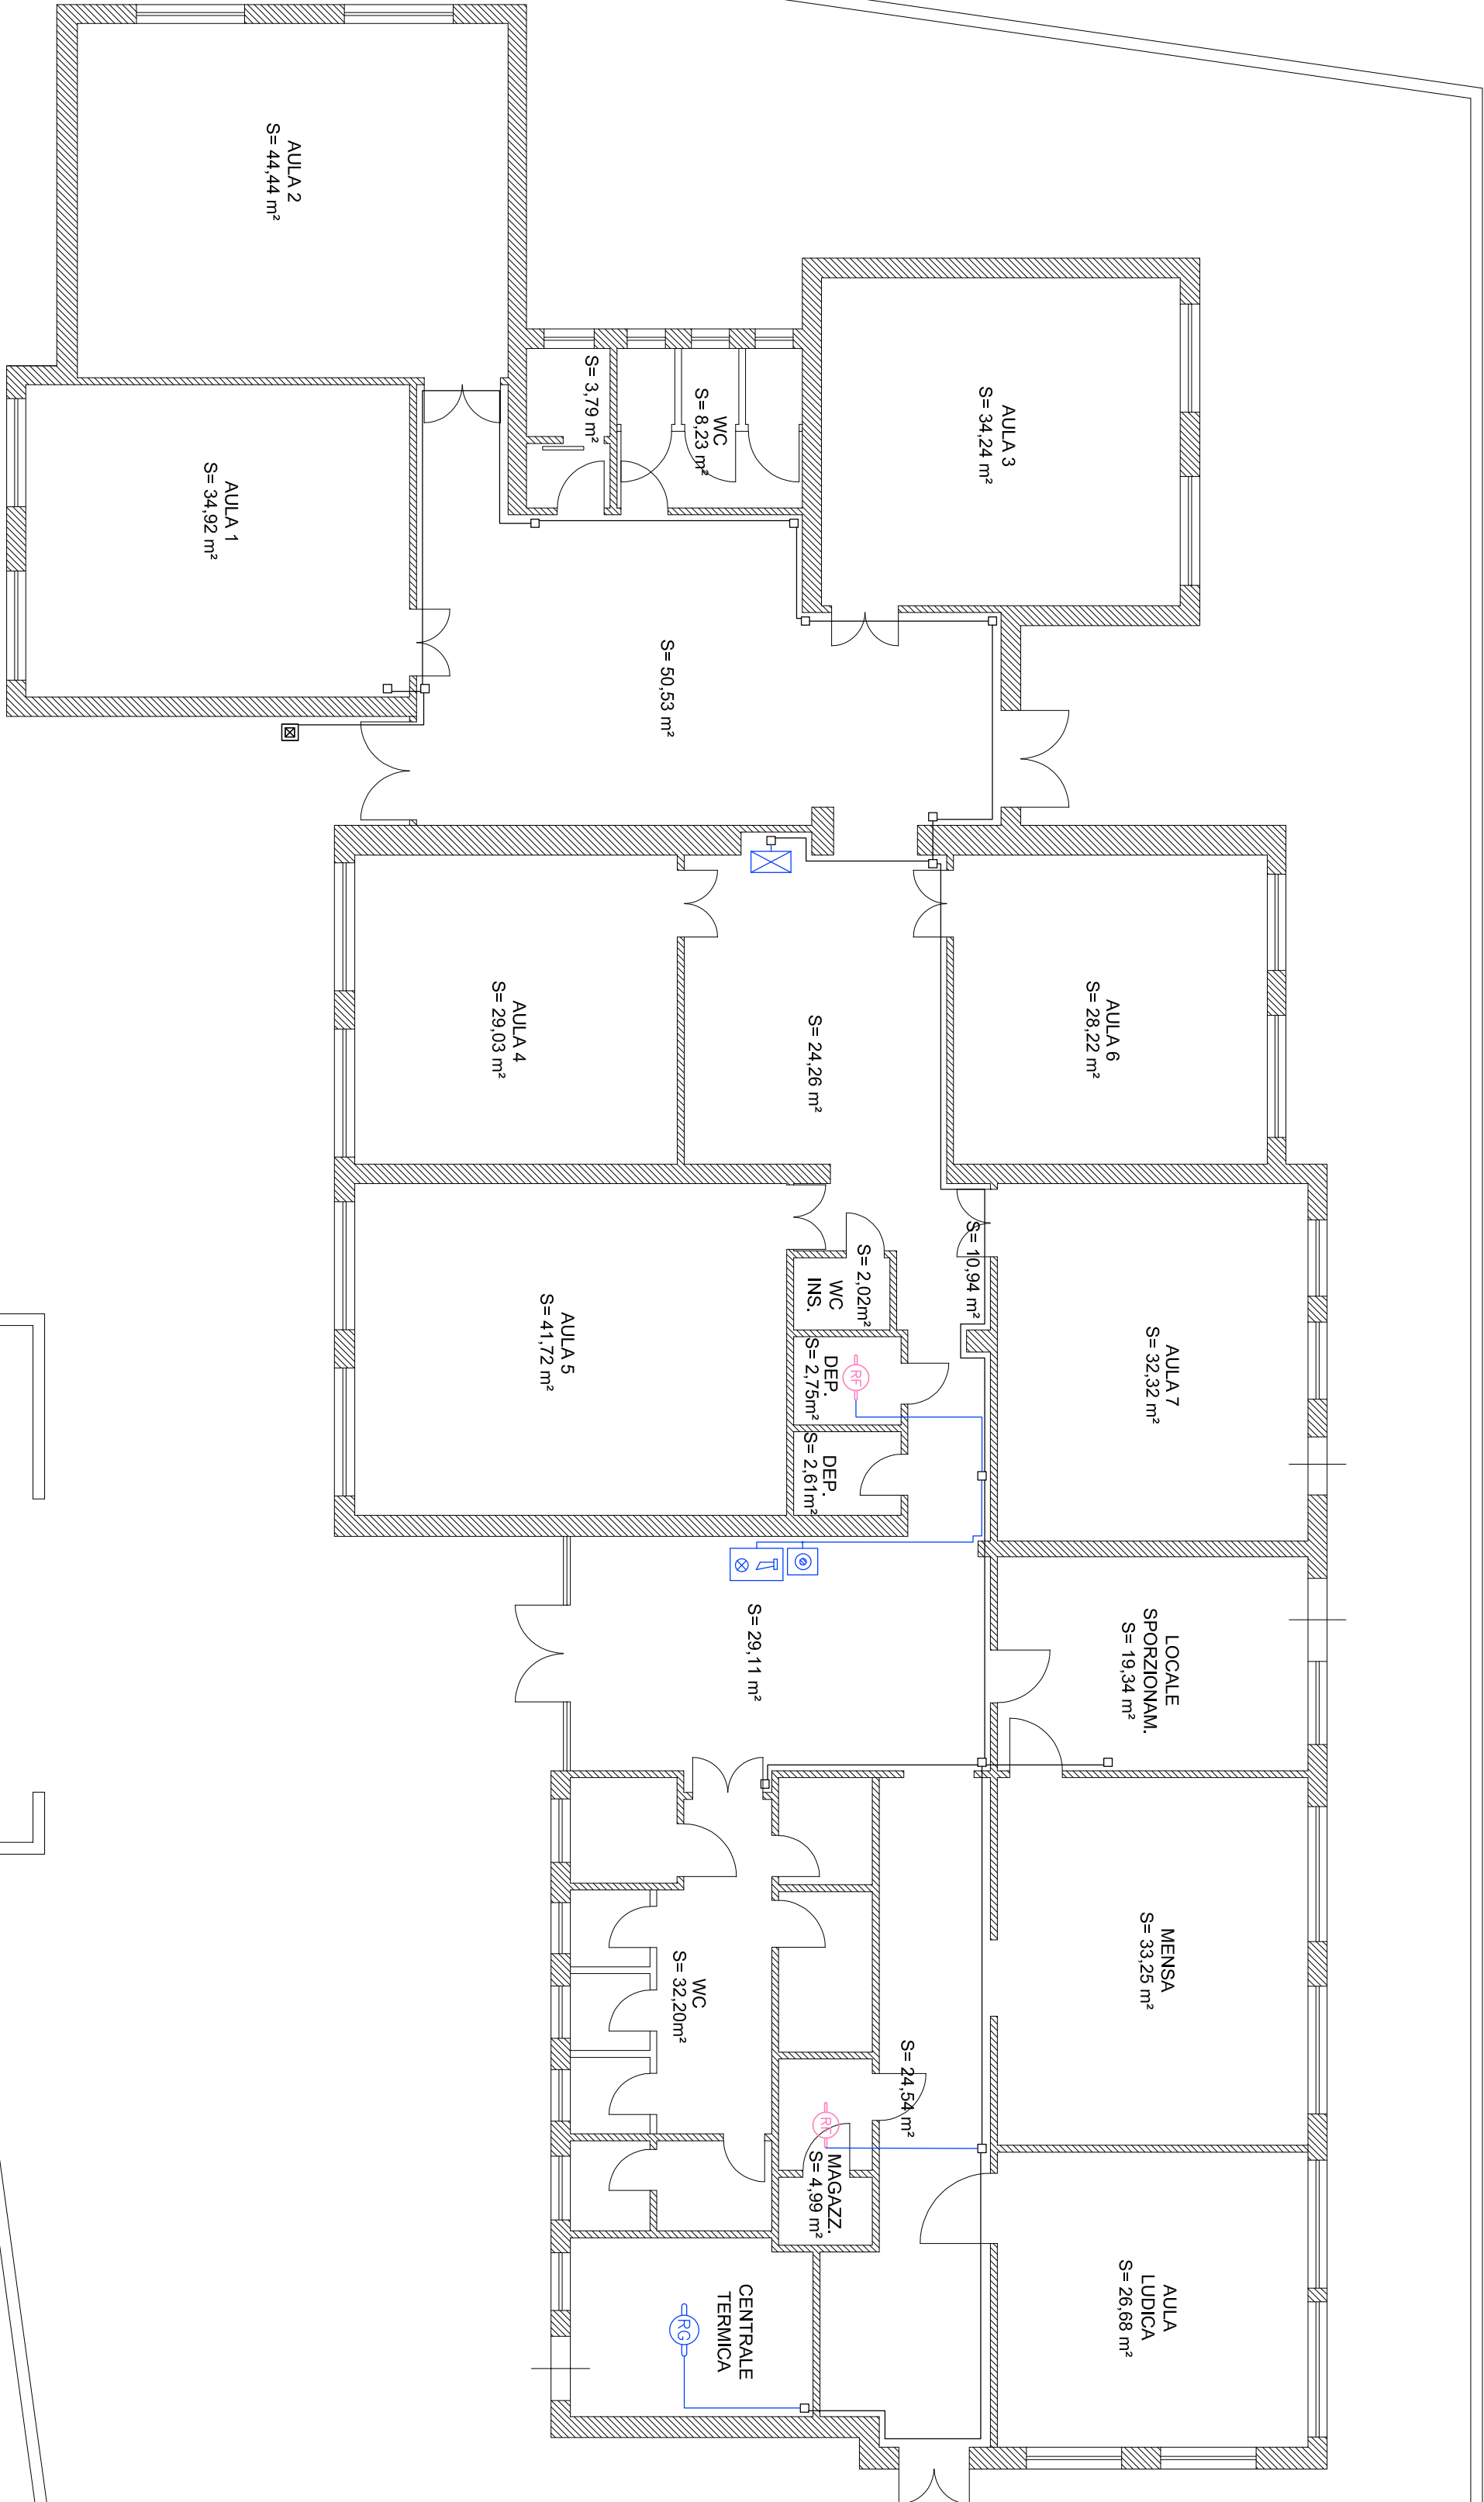 AULA 2
S= 44,44 m²
AULA 1
S= 34,92 m²
S= 3,79 m²
WC
S= 8,23 m²
AULA 3
S= 34,24 m²
S= 50,53 m²
AULA 4
S= 29,03 m²
S= 24,26 m²
AULA 6
S= 28,22 m²
AULA 5
S= 41,72 m²
S= 2,02m²
WC
INS.
S= 10,94 m²
AULA 7
S= 32,32 m²
DEP.
S= 2,75m²
RF
DEP.
S= 2,61m²
S= 29,11 m²
LOCALE
SPORZIONAM.
S= 19,34 m²
MENSA
S= 33,25 m²
WC
S= 32,20m²
S= 24,54 m²
RF
MAGAZZ.
S= 4,99 m²
AULA
LUDICA
S= 26,68 m²
CENTRALE
TERMICA
RG